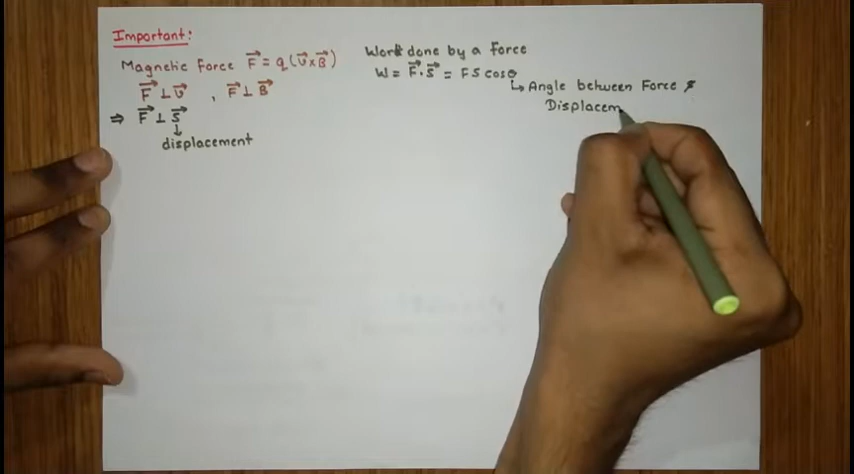 Important:
Magnetic Force F⃗ = q(v⃗ × B⃗)
F⃗ ⊥ v⃗ , F⃗ ⊥ B⃗
⇒ F⃗ ⊥ S⃗
↓
displacement
Work done by a force
W = F⃗ . S⃗ = FS cosθ
↳ Angle between Force &
Displacem